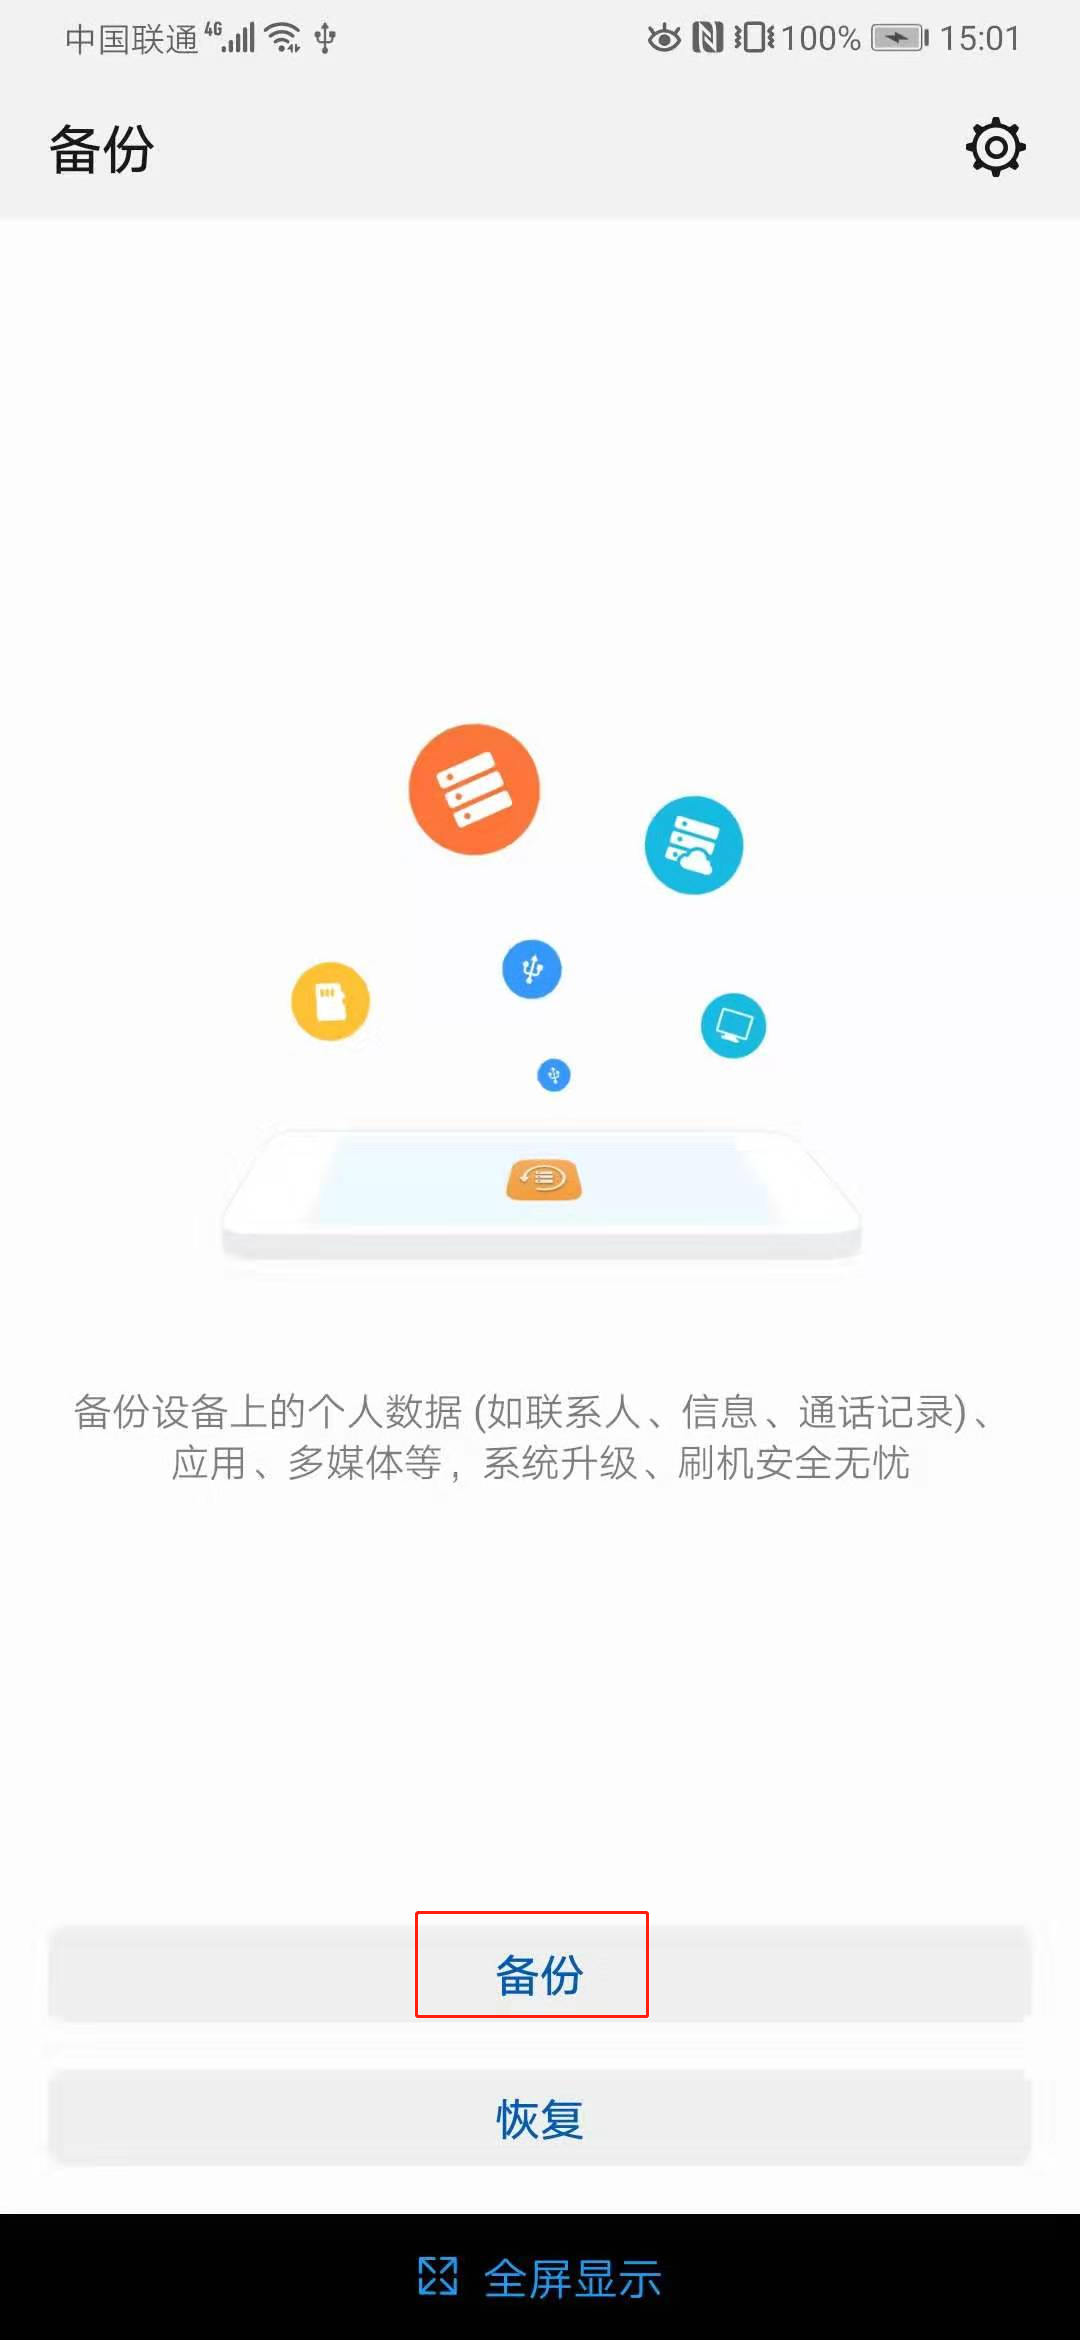 中国联通 4G 100% 15:01
备份
备份设备上的个人数据 (如联系人、信息、通话记录)、
应用、多媒体等，系统升级、刷机安全无忧
备份
恢复
全屏显示